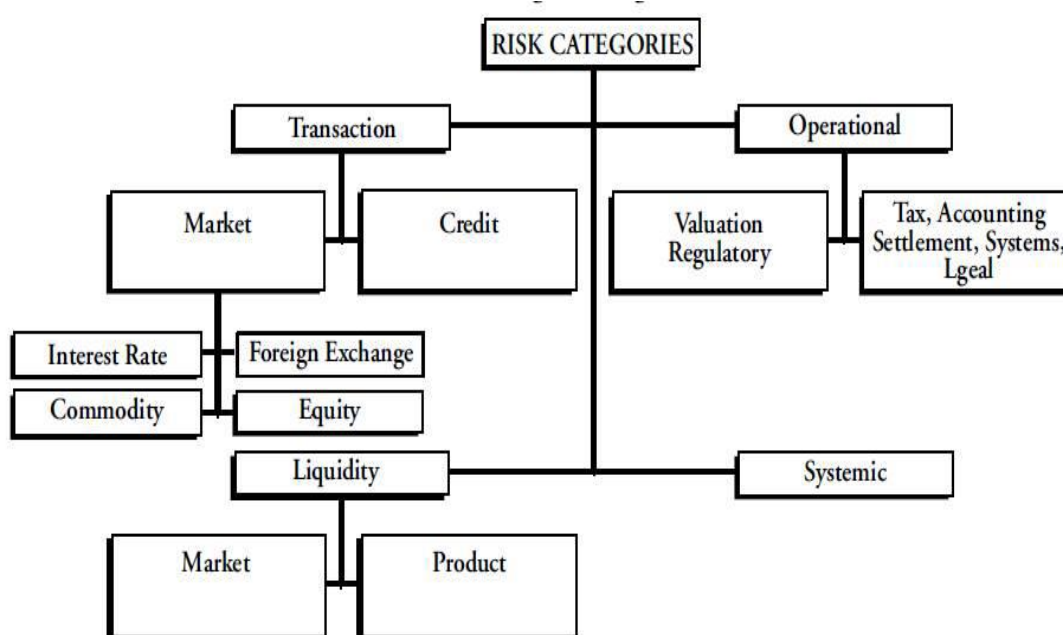 RISK CATEGORIES
Transaction
Operational
Market
Credit
Valuation
Regulatory
Tax, Accounting
Settlement, Systems,
Lgeal
Interest Rate
Foreign Exchange
Commodity
Equity
Liquidity
Systemic
Market
Product